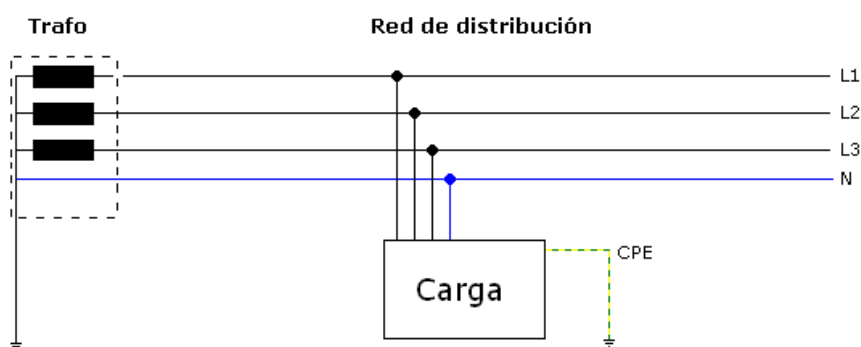 Trafo
Red de distribución
L1
L2
L3
N
CPE
Carga